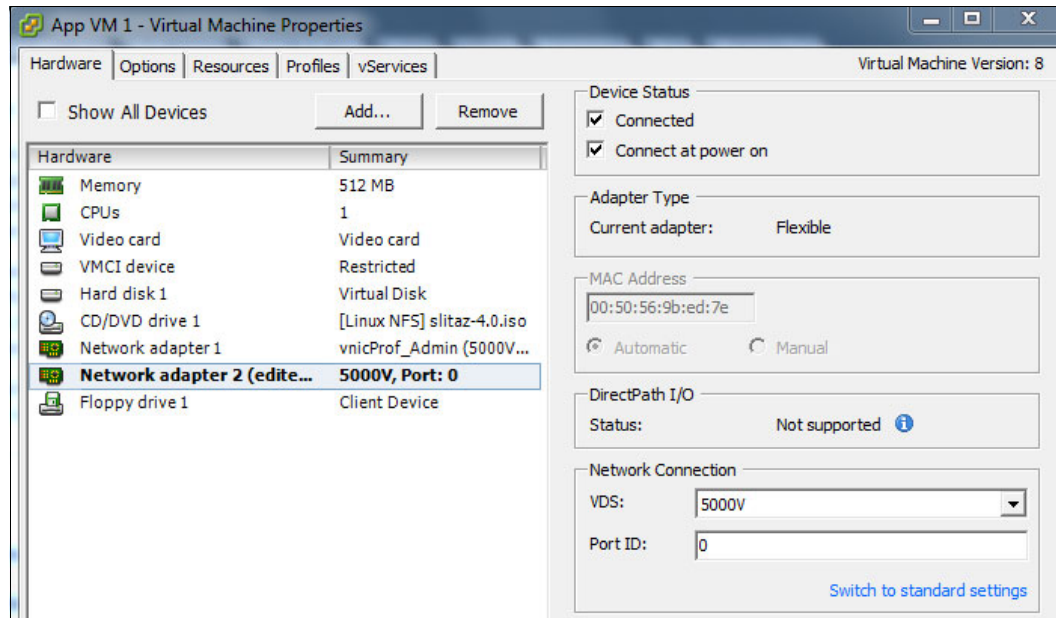 App VM 1 - Virtual Machine Properties
Hardware Options Resources Profiles vServices Virtual Machine Version: 8
Show All Devices Add... Remove
Hardware Summary
Memory 512 MB
CPUs 1
Video card Video card
VMCI device Restricted
Hard disk 1 Virtual Disk
CD/DVD drive 1 [Linux NFS] slitaz-4.0.iso
Network adapter 1 vnicProf_Admin (5000V...
Network adapter 2 (edite... 5000V, Port: 0
Floppy drive 1 Client Device
Device Status
Connected
Connect at power on
Adapter Type
Current adapter: Flexible
MAC Address
00:50:56:9b:ed:7e
Automatic Manual
DirectPath I/O
Status: Not supported
Network Connection
VDS: 5000V
Port ID: 0
Switch to standard settings